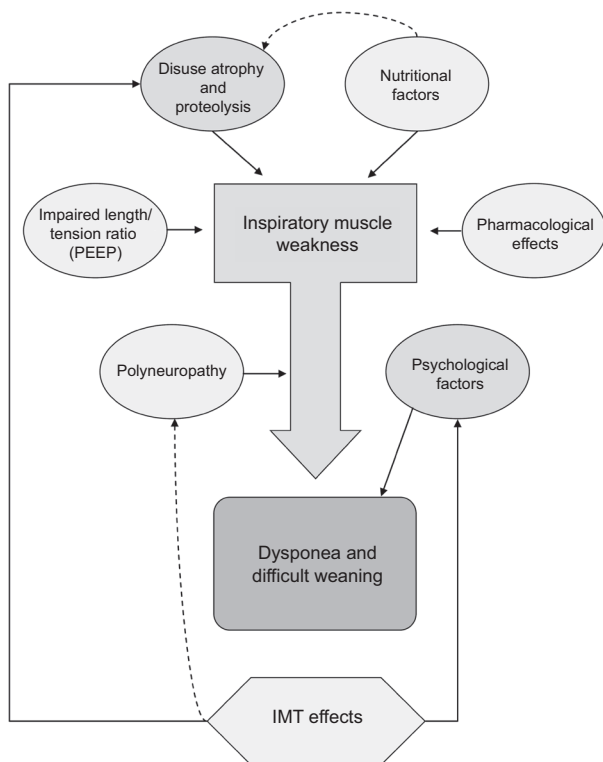 Disuse atrophy
and
proteolysis
Nutritional
factors
Impaired length/
tension ratio
(PEEP)
Inspiratory muscle
weakness
Pharmacological
effects
Polyneuropathy
Psychological
factors
Dysponea and
difficult weaning
IMT effects